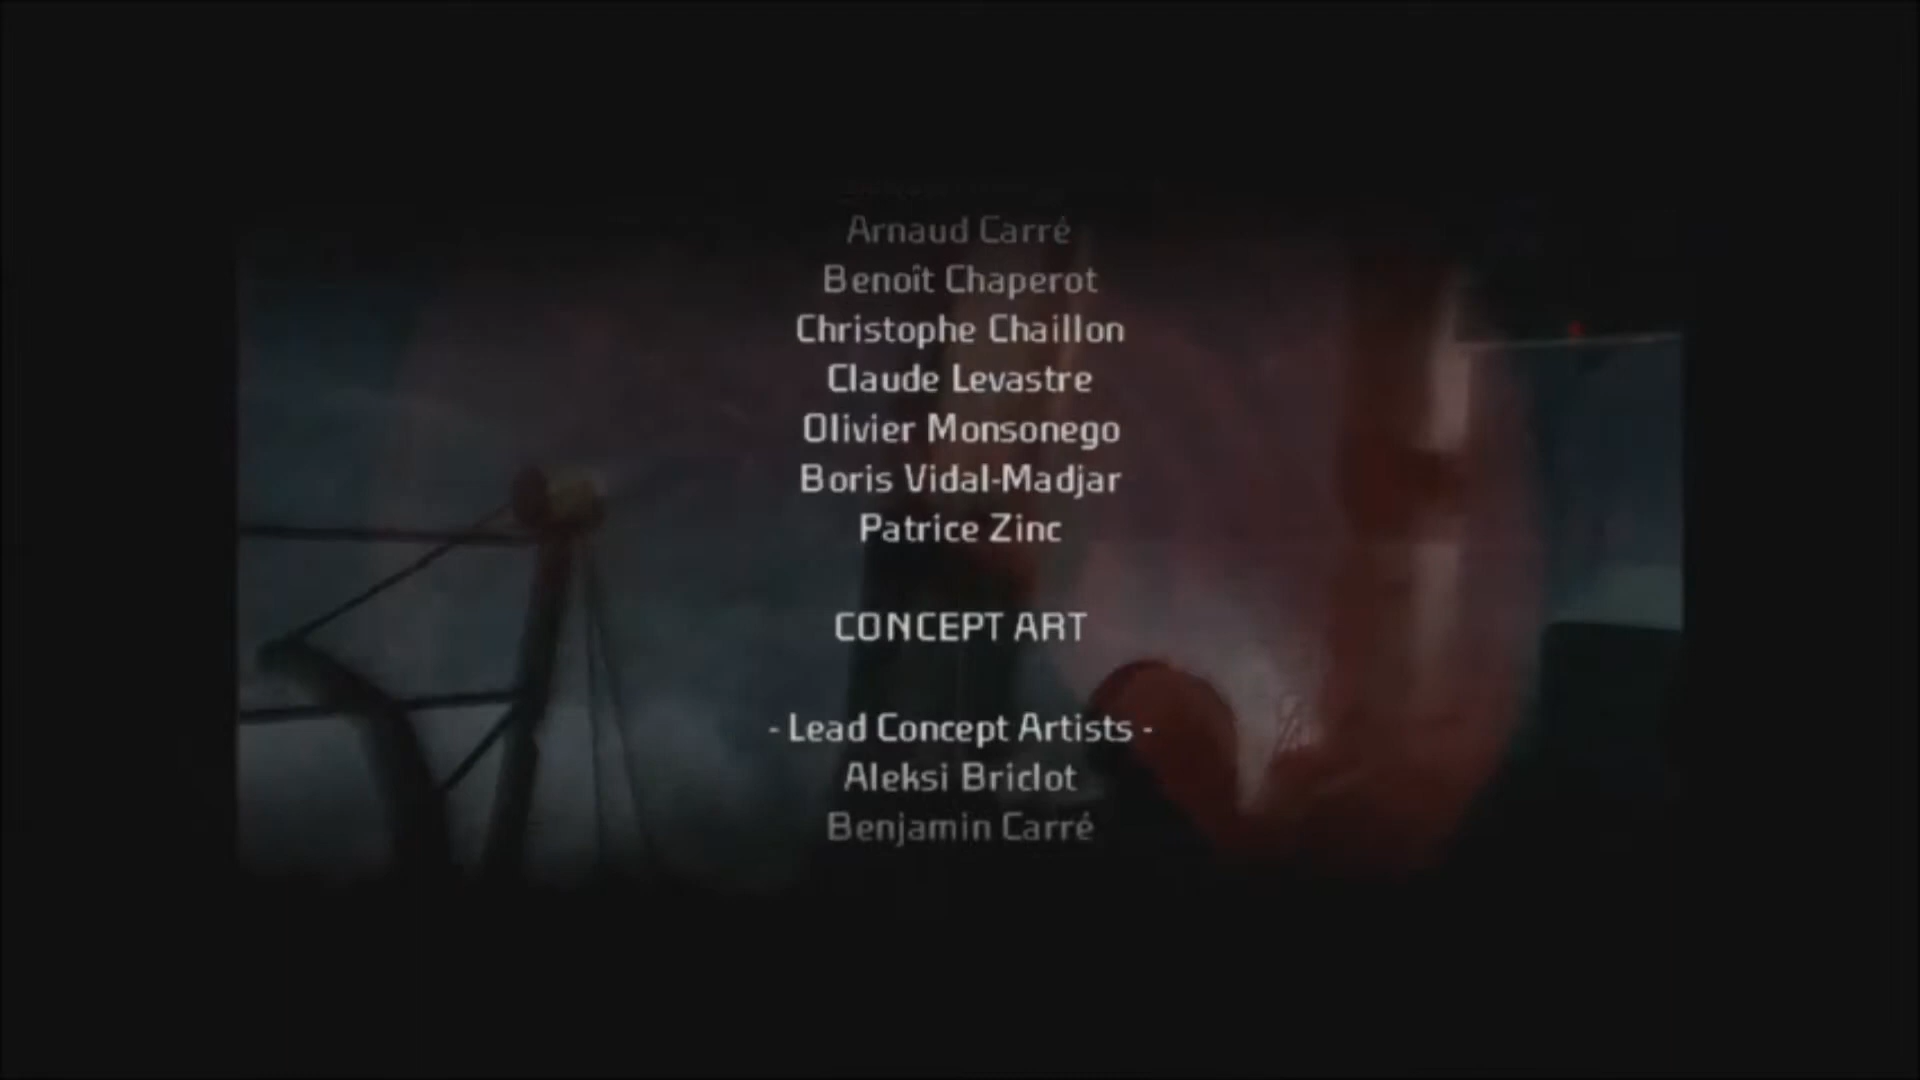 Arnaud Carré
Benoît Chaperot
Christophe Chaillon
Claude Levastre
Olivier Monsonego
Boris Vidal-Madjar
Patrice Zinc
CONCEPT ART
- Lead Concept Artists -
Aleksi Briclot
Benjamin Carré